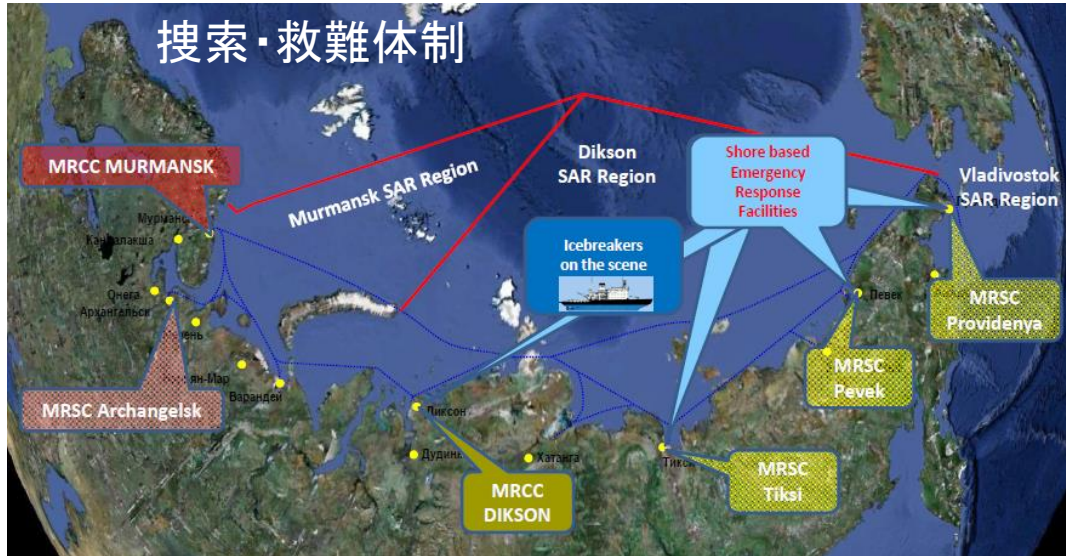 捜索・救難体制
MRCC MURMANSK
Murmansk SAR Region
Dikson
SAR Region
Shore based
Emergency
Response
Facilities
Vladivostok
SAR Region
Icebreakers
on the scene
Мурманс
Кандалакша
Онега
Архангельск
Варандей
MRSC Archangelsk
Диксон
Дудинк
Хатанга
Тикси
Певек
MRSC
Providenya
MRSC
Pevek
MRCC
DIKSON
MRSC
Tiksi